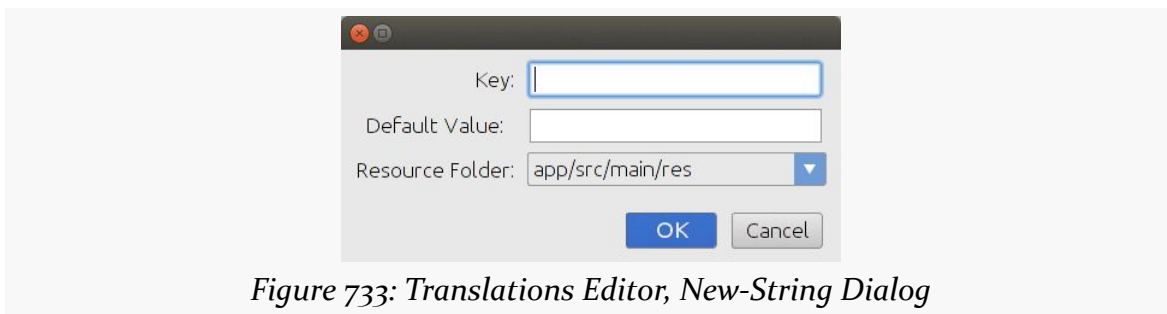 Key:
Default Value:
Resource Folder: app/src/main/res
OK Cancel
Figure 733: Translations Editor, New-String Dialog